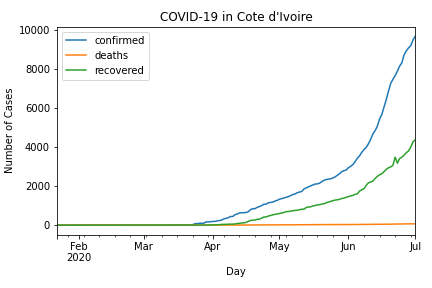 COVID-19 in Cote d'Ivoire
confirmed
deaths
recovered
Number of Cases
10000
8000
6000
4000
2000
0
Feb Mar Apr May Jun Jul
2020
Day